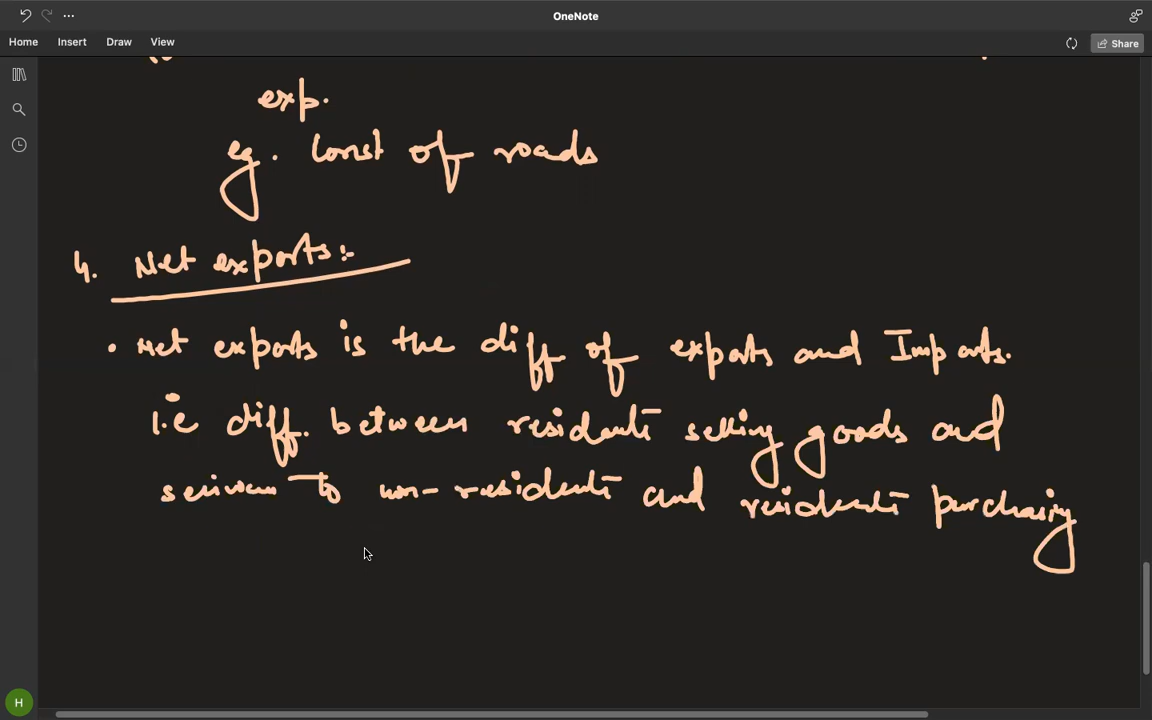 OneNote
Home Insert Draw View
Share
exp.
eg. Const of roads
4. Net exports:-
• Net exports is the diff of exports and Imports.
i.e diff. between residents selling goods and
services to non-residents and residents purchasing
H